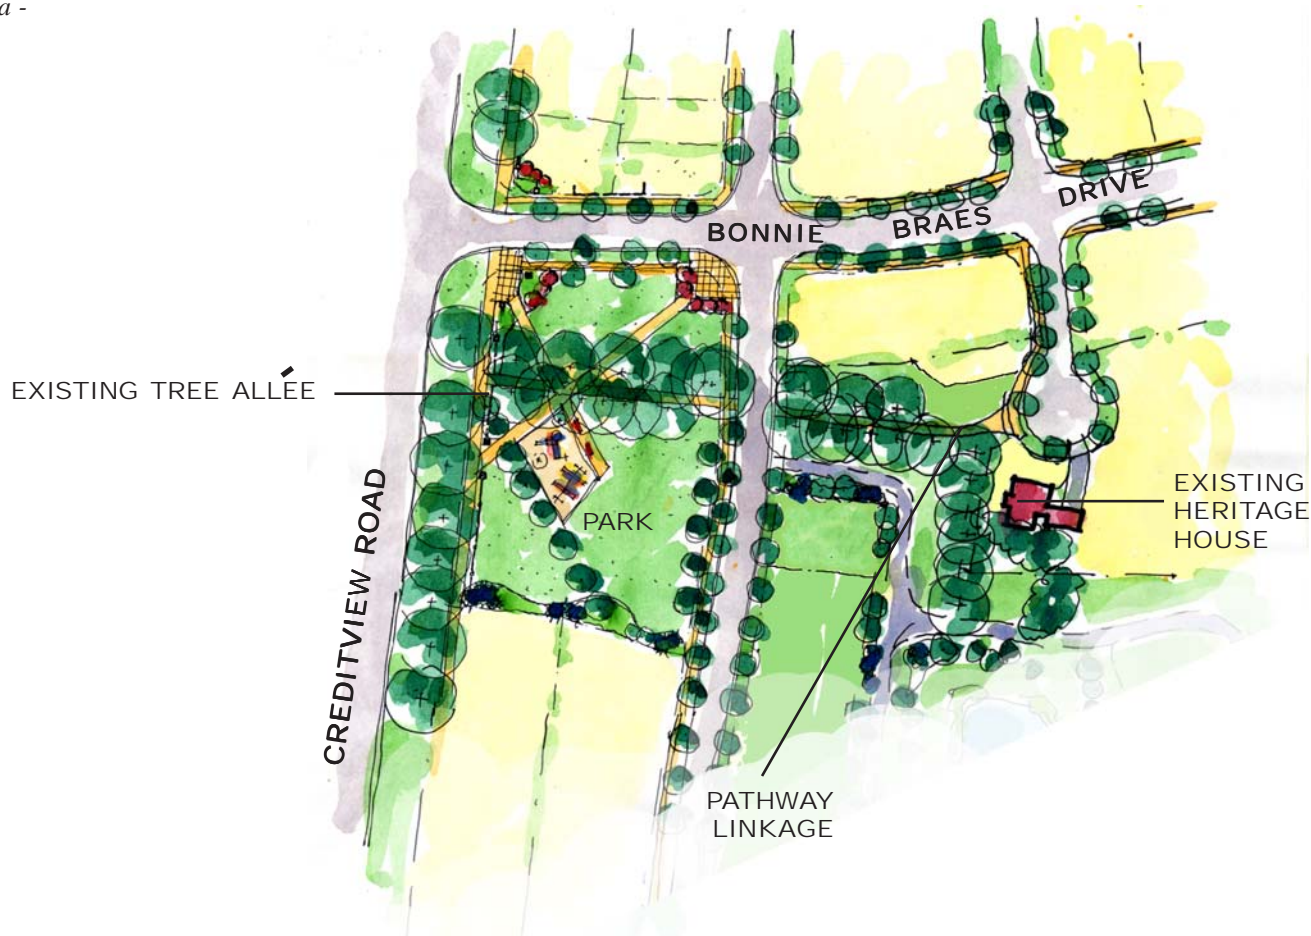 a -
BONNIE BRAES DRIVE
EXISTING TREE ALLÉE
CREDITVIEW ROAD
PARK
EXISTING
HERITAGE
HOUSE
PATHWAY
LINKAGE